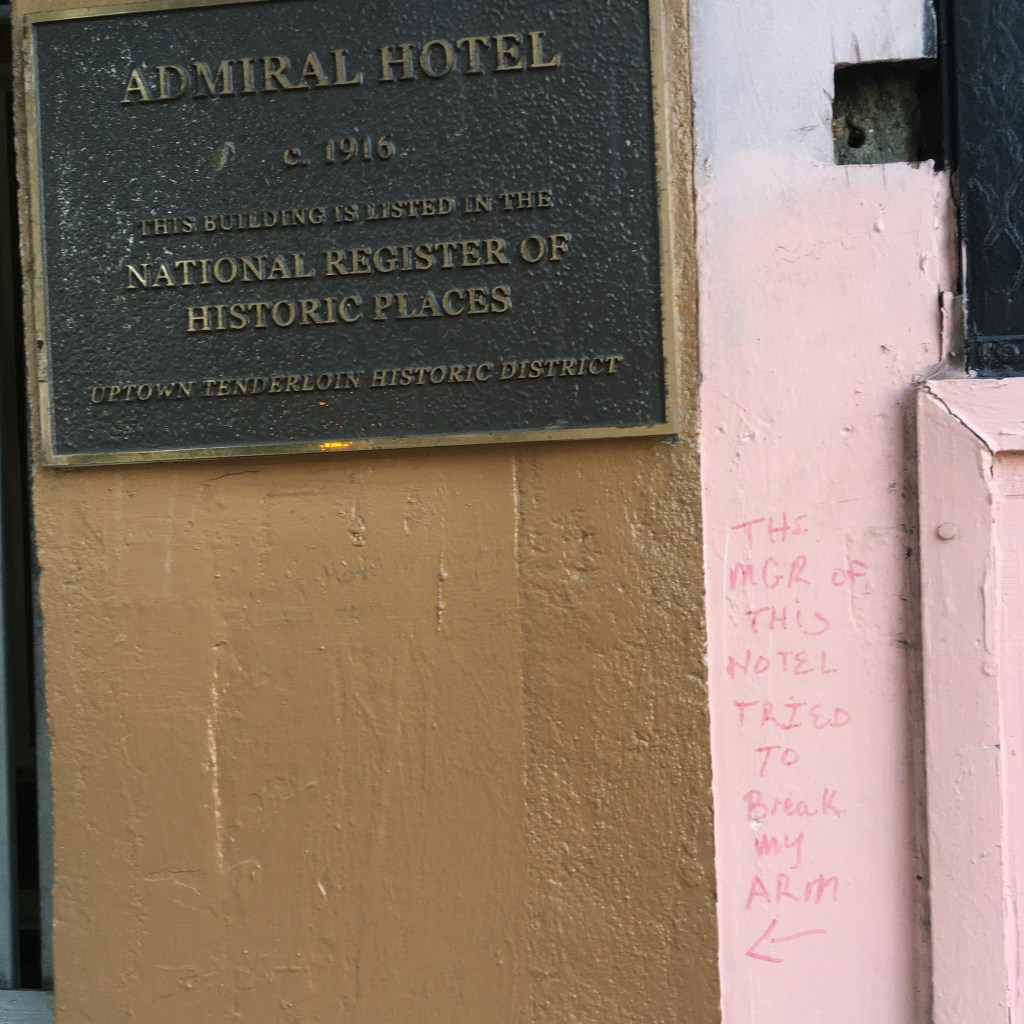 ADMIRAL HOTEL
c. 1916
THIS BUILDING IS LISTED IN THE
NATIONAL REGISTER OF
HISTORIC PLACES
UPTOWN TENDERLOIN HISTORIC DISTRICT
THE
MGR OF
THiS
HOTEL
TRIED
TO
Break
my
ARM
←